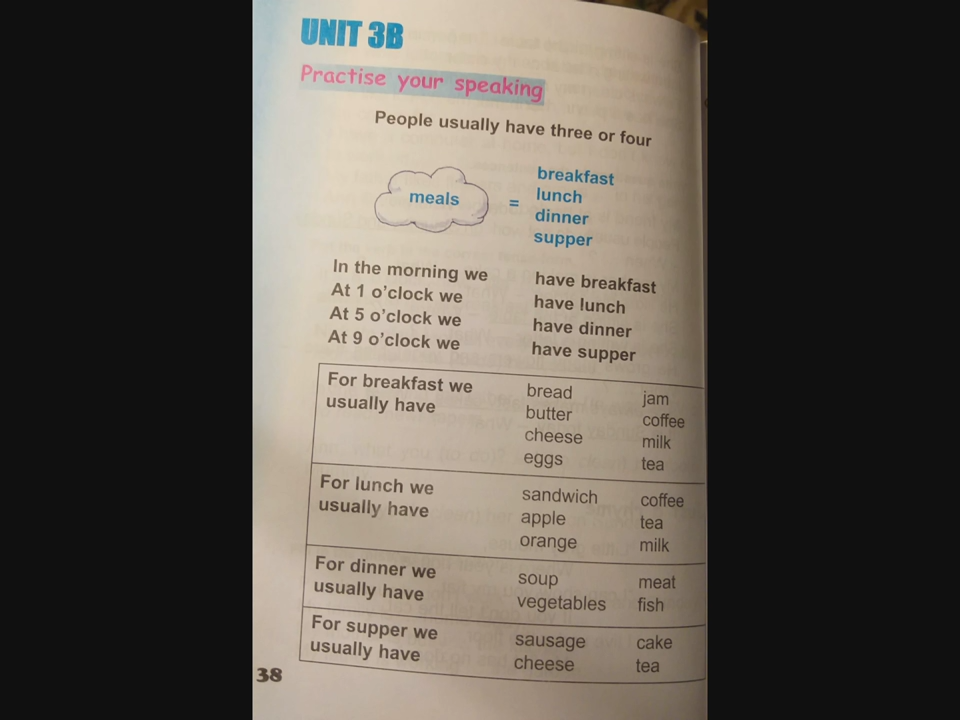 UNIT 3B
Practise your speaking
People usually have three or four
meals = breakfast
lunch
dinner
supper
In the morning we have breakfast
At 1 o'clock we have lunch
At 5 o'clock we have dinner
At 9 o'clock we have supper
For breakfast we bread jam
usually have butter coffee
cheese milk
eggs tea
For lunch we sandwich coffee
usually have apple tea
orange milk
For dinner we soup meat
usually have vegetables fish
For supper we sausage cake
usually have cheese tea
38